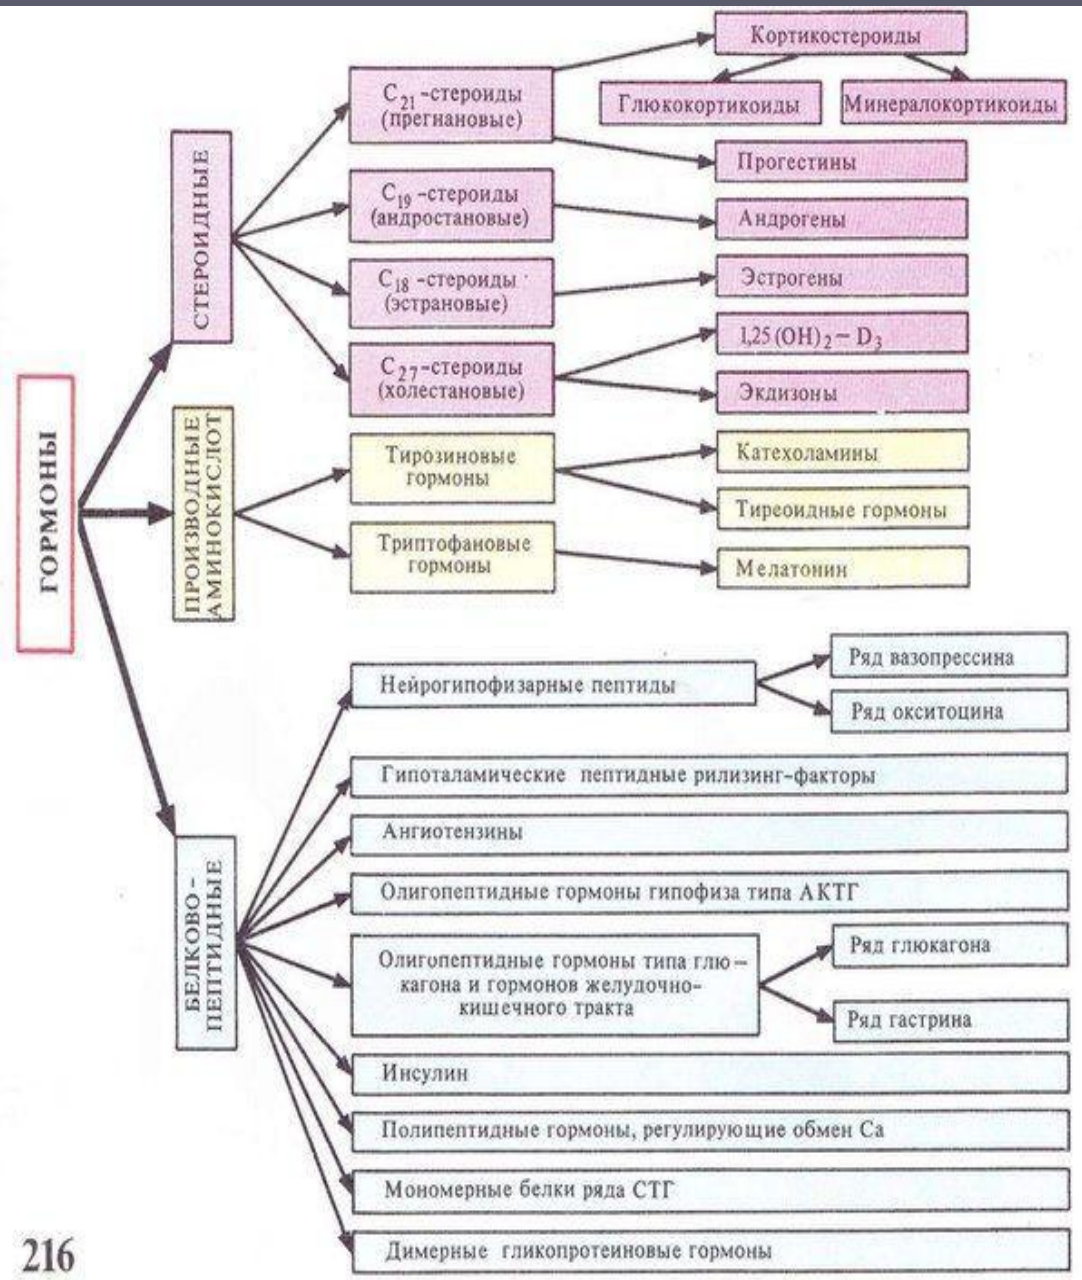 ГОРМОНЫ
СТЕРОИДНЫЕ
C21-стероиды
(прегнановые)
Кортикостероиды
Глюкокортикоиды
Минералокортикоиды
Прогестины
C19-стероиды
(андростановые)
Андрогены
C18-стероиды
(эстрановые)
Эстрогены
C27-стероиды
(холестановые)
1,25(OH)2 – D3
Экдизоны
ПРОИЗВОДНЫЕ
АМИНОКИСЛОТ
Тирозиновые
гормоны
Катехоламины
Тиреоидные гормоны
Триптофановые
гормоны
Мелатонин
БЕЛКОВО-
ПЕПТИДНЫЕ
Нейрогипофизарные пептиды
Ряд вазопрессина
Ряд окситоцина
Гипоталамические пептидные рилизинг-факторы
Ангиотензины
Олигопептидные гормоны гипофиза типа АКТГ
Олигопептидные гормоны типа глю-
кагона и гормонов желудочно-
кишечного тракта
Ряд глюкагона
Ряд гастрина
Инсулин
Полипептидные гормоны, регулирующие обмен Ca
Мономерные белки ряда СТГ
Димерные гликопротеиновые гормоны
216